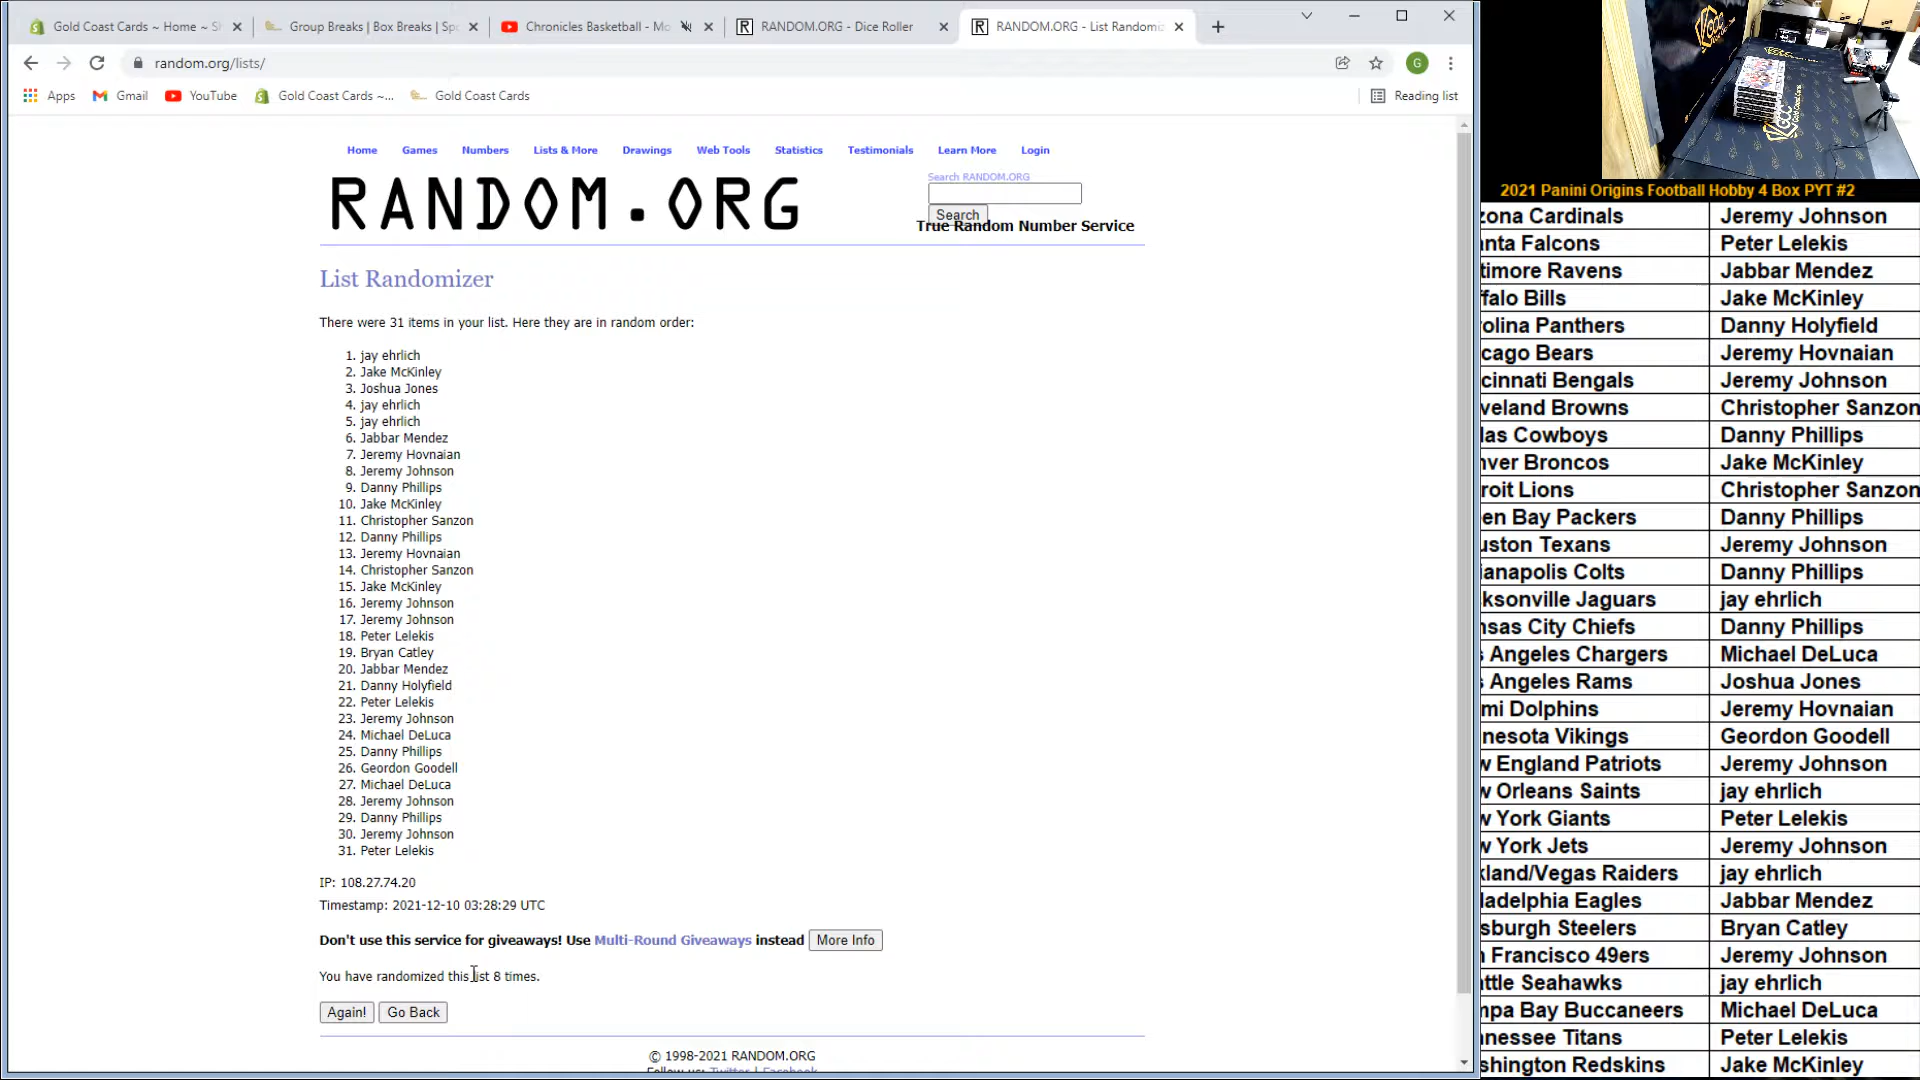 Gold Coast Cards ~ Home ~ S
Group Breaks | Box Breaks | Sp
Chronicles Basketball - Mo
RANDOM.ORG - Dice Roller
RANDOM.ORG - List Randomi
random.org/lists/
G
Apps
Gmail
YouTube
Gold Coast Cards ~...
Gold Coast Cards
Reading list
Home Games Numbers Lists & More Drawings Web Tools Statistics Testimonials Learn More Login
RANDOM.ORG
Search RANDOM.ORG
Search
True Random Number Service
List Randomizer
There were 31 items in your list. Here they are in random order:
1. jay ehrlich
2. Jake McKinley
3. Joshua Jones
4. jay ehrlich
5. jay ehrlich
6. Jabbar Mendez
7. Jeremy Hovnaian
8. Jeremy Johnson
9. Danny Phillips
10. Jake McKinley
11. Christopher Sanzon
12. Danny Phillips
13. Jeremy Hovnaian
14. Christopher Sanzon
15. Jake McKinley
16. Jeremy Johnson
17. Jeremy Johnson
18. Peter Lelekis
19. Bryan Catley
20. Jabbar Mendez
21. Danny Holyfield
22. Peter Lelekis
23. Jeremy Johnson
24. Michael DeLuca
25. Danny Phillips
26. Geordon Goodell
27. Michael DeLuca
28. Jeremy Johnson
29. Danny Phillips
30. Jeremy Johnson
31. Peter Lelekis
IP: 108.27.74.20
Timestamp: 2021-12-10 03:28:29 UTC
Don't use this service for giveaways! Use Multi-Round Giveaways instead More Info
You have randomized this list 8 times.
Again! Go Back
© 1998-2021 RANDOM.ORG
Follow us: Twitter | Facebook
GCC
Gold Coast Cards
2021 Panini Origins Football Hobby 4 Box PYT #2
zona Cardinals Jeremy Johnson
nta Falcons Peter Lelekis
timore Ravens Jabbar Mendez
falo Bills Jake McKinley
rolina Panthers Danny Holyfield
cago Bears Jeremy Hovnaian
cinnati Bengals Jeremy Johnson
veland Browns Christopher Sanzon
las Cowboys Danny Phillips
nver Broncos Jake McKinley
roit Lions Christopher Sanzon
en Bay Packers Danny Phillips
uston Texans Jeremy Johnson
ianapolis Colts Danny Phillips
ksonville Jaguars jay ehrlich
nsas City Chiefs Danny Phillips
s Angeles Chargers Michael DeLuca
s Angeles Rams Joshua Jones
mi Dolphins Jeremy Hovnaian
nesota Vikings Geordon Goodell
w England Patriots Jeremy Johnson
w Orleans Saints jay ehrlich
w York Giants Peter Lelekis
w York Jets Jeremy Johnson
kland/Vegas Raiders jay ehrlich
ladelphia Eagles Jabbar Mendez
sburgh Steelers Bryan Catley
n Francisco 49ers Jeremy Johnson
ttle Seahawks jay ehrlich
mpa Bay Buccaneers Michael DeLuca
nnessee Titans Peter Lelekis
shington Redskins Jake McKinley